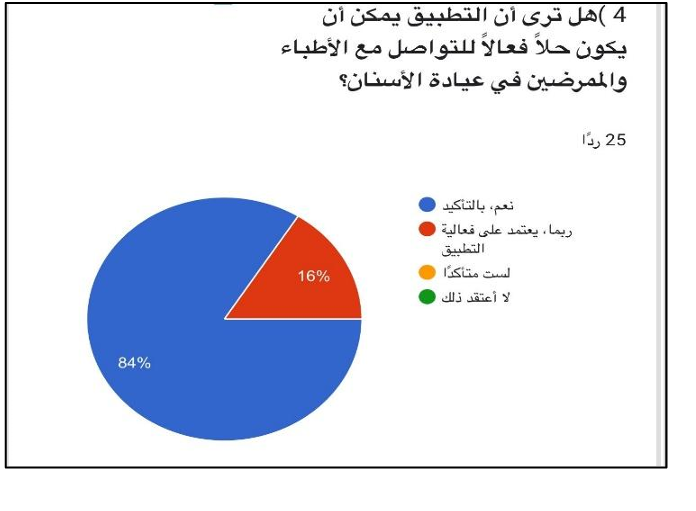 4 )هل ترى أن التطبيق يمكن أن
يكون حلاً فعالاً للتواصل مع الأطباء
والممرضين في عيادة الأسنان؟
25 ردًا
نعم، بالتأكيد
ربما، يعتمد على فعالية
التطبيق
لست متأكدًا
لا أعتقد ذلك
16%
84%